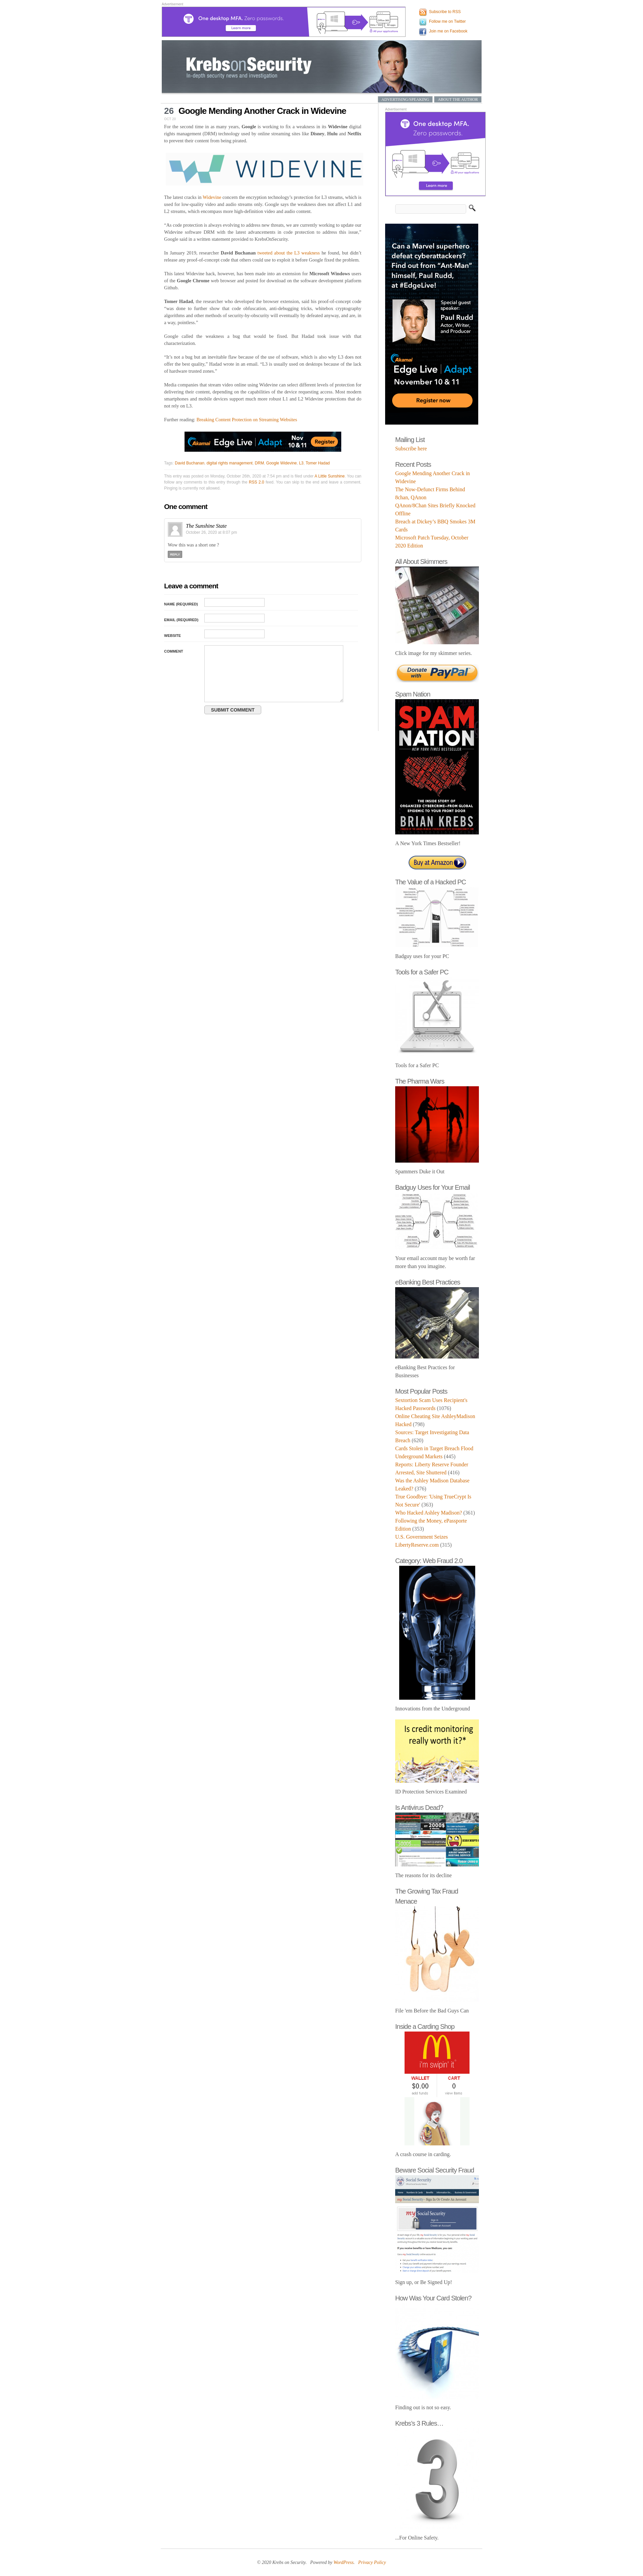 Advertisement
One desktop MFA. Zero passwords.
Learn more
Subscribe to RSS
Follow me on Twitter
Join me on Facebook
KrebsonSecurity
In-depth security news and investigation
ADVERTISING/SPEAKING
ABOUT THE AUTHOR
26 Google Mending Another Crack in Widevine
OCT 20
For the second time in as many years, Google is working to fix a weakness in its Widevine digital
rights management (DRM) technology used by online streaming sites like Disney, Hulu and Netflix
to prevent their content from being pirated.
WIDEVINE
The latest cracks in Widevine concern the encryption technology's protection for L3 streams, which is
used for low-quality video and audio streams only. Google says the weakness does not affect L1 and
L2 streams, which encompass more high-definition video and audio content.
"As code protection is always evolving to address new threats, we are currently working to update our
Widevine software DRM with the latest advancements in code protection to address this issue,"
Google said in a written statement provided to KrebsOnSecurity.
In January 2019, researcher David Buchanan tweeted about the L3 weakness he found, but didn't
release any proof-of-concept code that others could use to exploit it before Google fixed the problem.
This latest Widevine hack, however, has been made into an extension for Microsoft Windows users
of the Google Chrome web browser and posted for download on the software development platform
Github.
Tomer Hadad, the researcher who developed the browser extension, said his proof-of-concept code
"was done to further show that code obfuscation, anti-debugging tricks, whitebox cryptography
algorithms and other methods of security-by-obscurity will eventually by defeated anyway, and are, in
a way, pointless."
Google called the weakness a bug that would be fixed. But Hadad took issue with that
characterization.
"It's not a bug but an inevitable flaw because of the use of software, which is also why L3 does not
offer the best quality," Hadad wrote in an email. "L3 is usually used on desktops because of the lack
of hardware trusted zones."
Media companies that stream video online using Widevine can select different levels of protection for
delivering their content, depending on the capabilities of the device requesting access. Most modern
smartphones and mobile devices support much more robust L1 and L2 Widevine protections that do
not rely on L3.
Further reading: Breaking Content Protection on Streaming Websites
Akamai Edge Live | Adapt November 10 & 11 Register now
Tags: David Buchanan, digital rights management, DRM, Google Widevine, L3, Tomer Hadad
This entry was posted on Monday, October 26th, 2020 at 7:54 pm and is filed under A Little Sunshine. You can
follow any comments to this entry through the RSS 2.0 feed. You can skip to the end and leave a comment.
Pinging is currently not allowed.
One comment
The Sunshine State
October 26, 2020 at 8:57 pm
Wow this was a short one ?
REPLY
Leave a comment
NAME (REQUIRED)
EMAIL (REQUIRED)
WEBSITE
COMMENT
SUBMIT COMMENT
Advertisement
One desktop MFA.
Zero passwords.
Learn more
Can a Marvel superhero
defeat cyberattackers?
Find out from "Ant-Man"
himself, Paul Rudd,
at #EdgeLive!
Special guest
speaker:
Paul Rudd
Actor, Writer,
and Producer
Akamai
Edge Live | Adapt
November 10 & 11
Register now
Mailing List
Subscribe here
Recent Posts
Google Mending Another Crack in
Widevine
The Now-Defunct Firms Behind
8chan, QAnon
QAnon/8Chan Sites Briefly Knocked
Offline
Breach at Dickey's BBQ Smokes 3M
Cards
Microsoft Patch Tuesday, October
2020 Edition
All About Skimmers
Click image for my skimmer series.
Donate with PayPal
Spam Nation
SPAM
NATION
NEW YORK TIMES BESTSELLER
THE INSIDE STORY OF
ORGANIZED CYBERCRIME—FROM GLOBAL
EPIDEMIC TO YOUR FRONT DOOR
BRIAN KREBS
A New York Times Bestseller!
Buy at Amazon
The Value of a Hacked PC
Badguy uses for your PC
Tools for a Safer PC
Tools for a Safer PC
The Pharma Wars
Spammers Duke it Out
Badguy Uses for Your Email
Your email account may be worth far
more than you imagine.
eBanking Best Practices
eBanking Best Practices for
Businesses
Most Popular Posts
Sextortion Scam Uses Recipient's
Hacked Passwords (1076)
Online Cheating Site AshleyMadison
Hacked (798)
Sources: Target Investigating Data
Breach (620)
Cards Stolen in Target Breach Flood
Underground Markets (445)
Reports: Liberty Reserve Founder
Arrested, Site Shuttered (416)
Was the Ashley Madison Database
Leaked? (376)
True Goodbye: 'Using TrueCrypt Is
Not Secure' (363)
Who Hacked Ashley Madison? (361)
Following the Money, ePassporte
Edition (353)
U.S. Government Seizes
LibertyReserve.com (315)
Category: Web Fraud 2.0
Innovations from the Underground
Is credit monitoring
really worth it?*
ID Protection Services Examined
Is Antivirus Dead?
The reasons for its decline
The Growing Tax Fraud
Menace
tax
File 'em Before the Bad Guys Can
Inside a Carding Shop
i'm swipin' it
WALLET CART
$0.00 0
A crash course in carding.
Beware Social Security Fraud
Social Security
my Social Security
Sign up, or Be Signed Up!
How Was Your Card Stolen?
Finding out is not so easy.
Krebs's 3 Rules…
3
...For Online Safety.
© 2020 Krebs on Security. Powered by WordPress. Privacy Policy